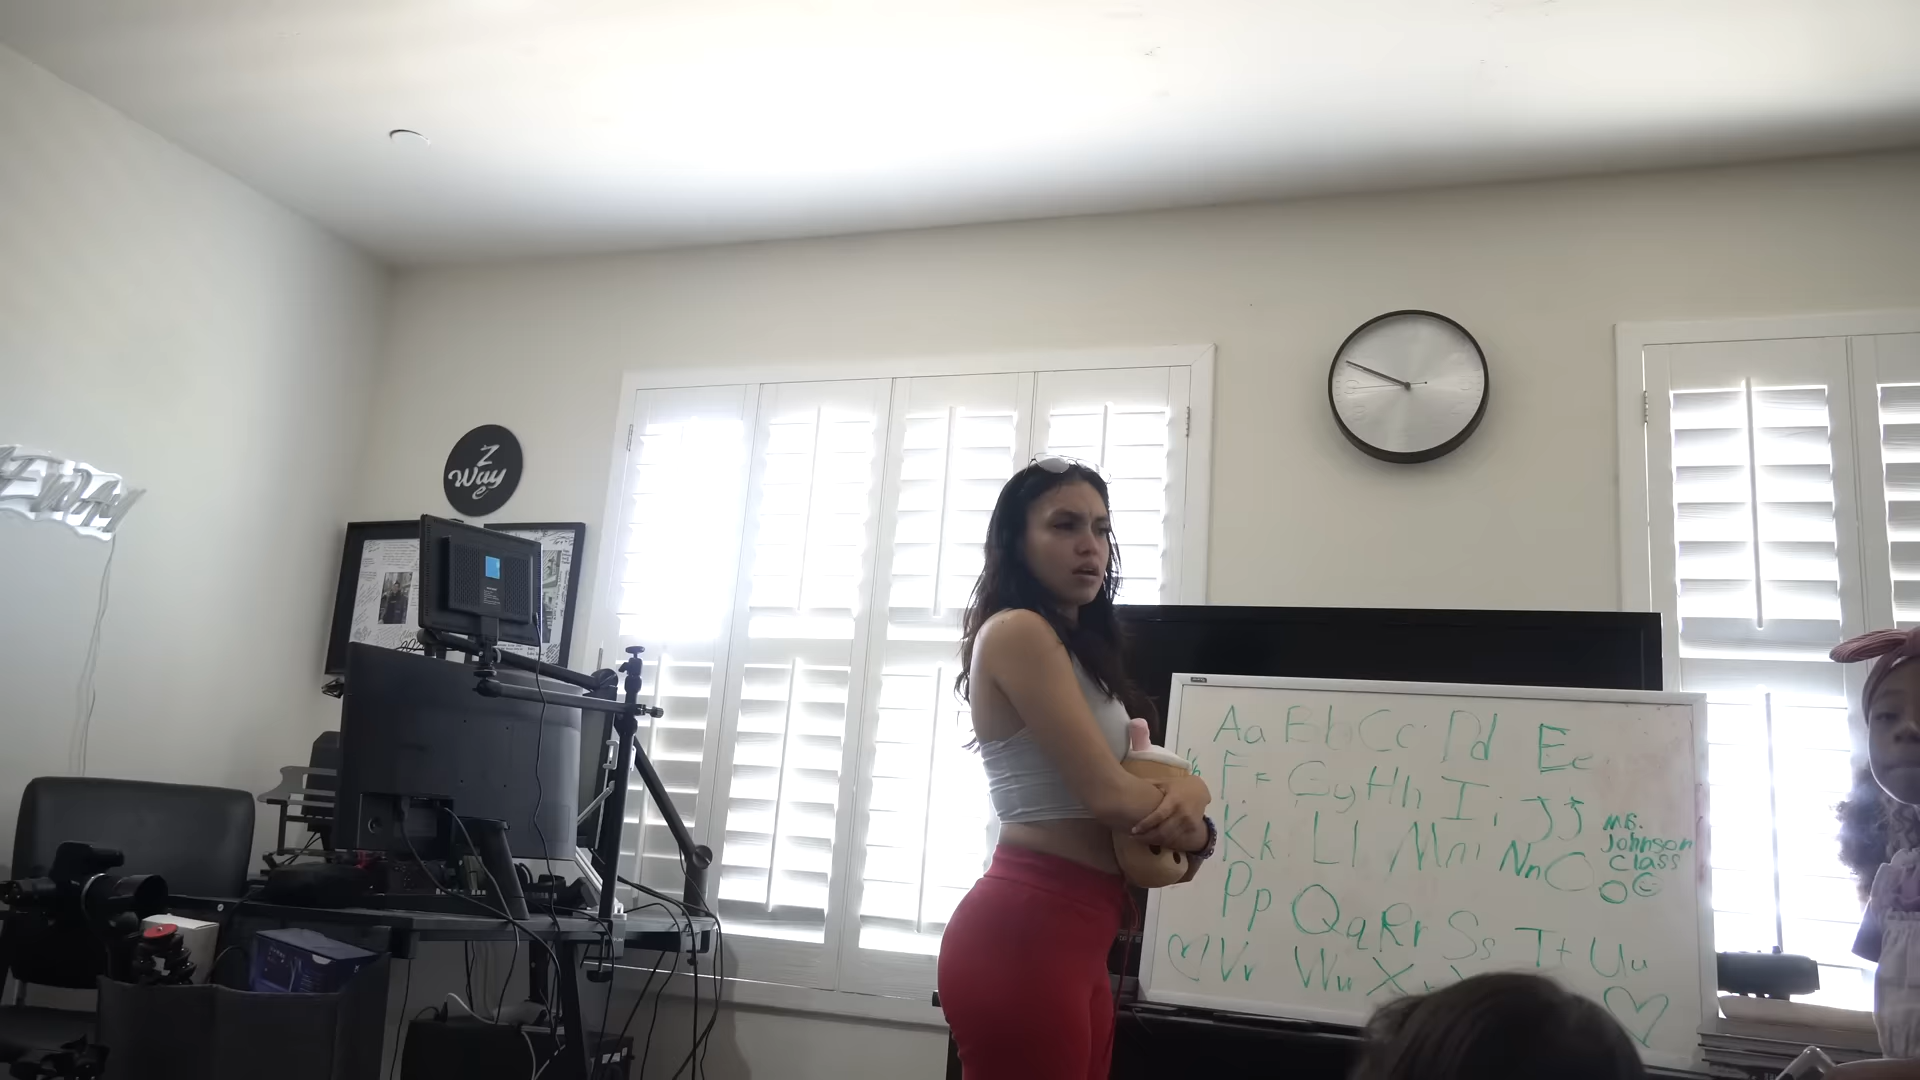 Z
Way
e
Aa Bb Cc Dd Ee
Ff Gg Hh Ii Jj
Kk Ll Mm Nn O
Ms.
Johnson
Class
Pp Qq Rr Ss Tt Uu
Vv Ww X